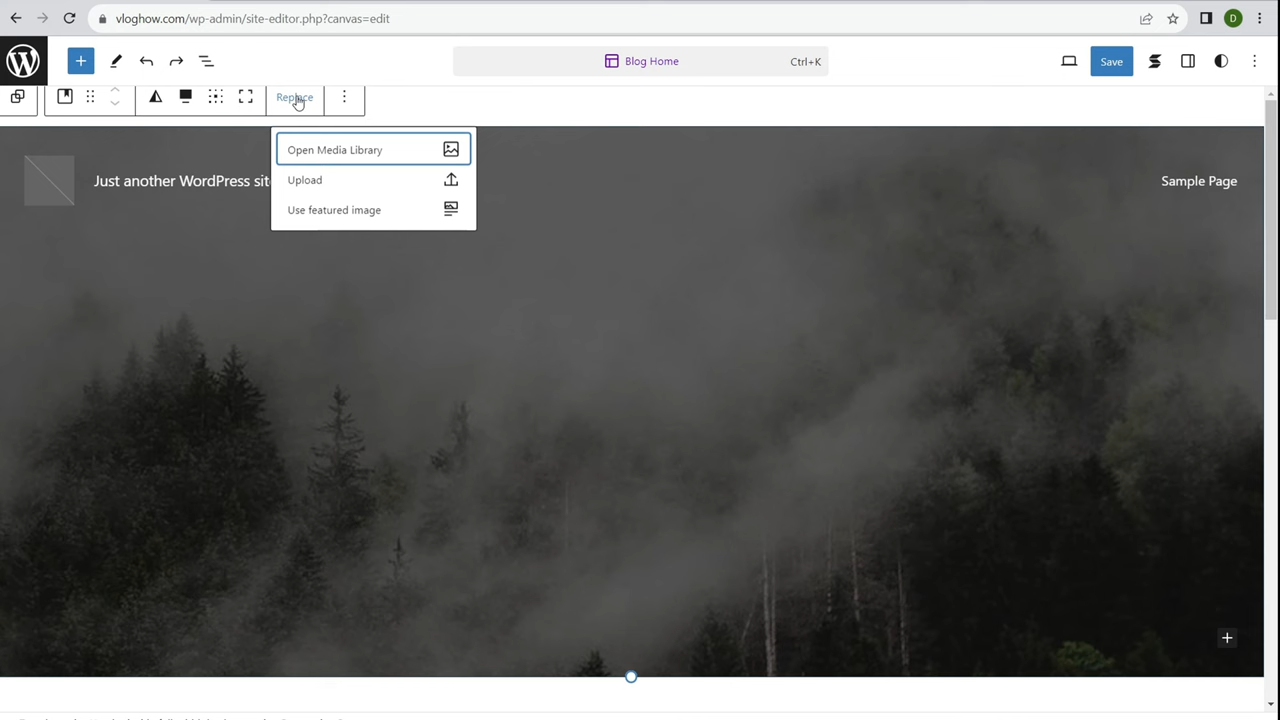 vloghow.com/wp-admin/site-editor.php?canvas=edit
D
Blog Home
Ctrl+K
Save
Replace
Open Media Library
Upload
Use featured image
Just another WordPress sit
Sample Page